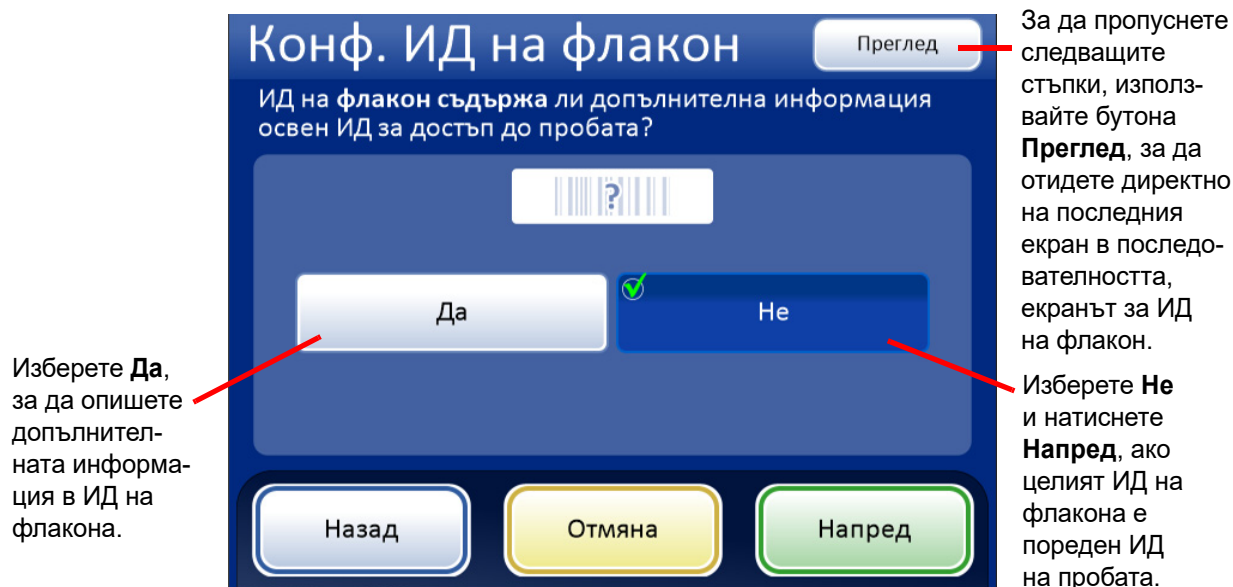 Конф. ИД на флакон
Преглед
ИД на флакон съдържа ли допълнителна информация
освен ИД за достъп до пробата?
?
Да
Не
Назад
Отмяна
Напред
Изберете Да,
за да опишете
допълнител-
ната информа-
ция в ИД на
флакона.
За да пропуснете
следващите
стъпки, използ-
вайте бутона
Преглед, за да
отидете директно
на последния
екран в последо-
вателността,
екранът за ИД
на флакон.
Изберете Не
и натиснете
Напред, ако
целият ИД на
флакона е
пореден ИД
на пробата.